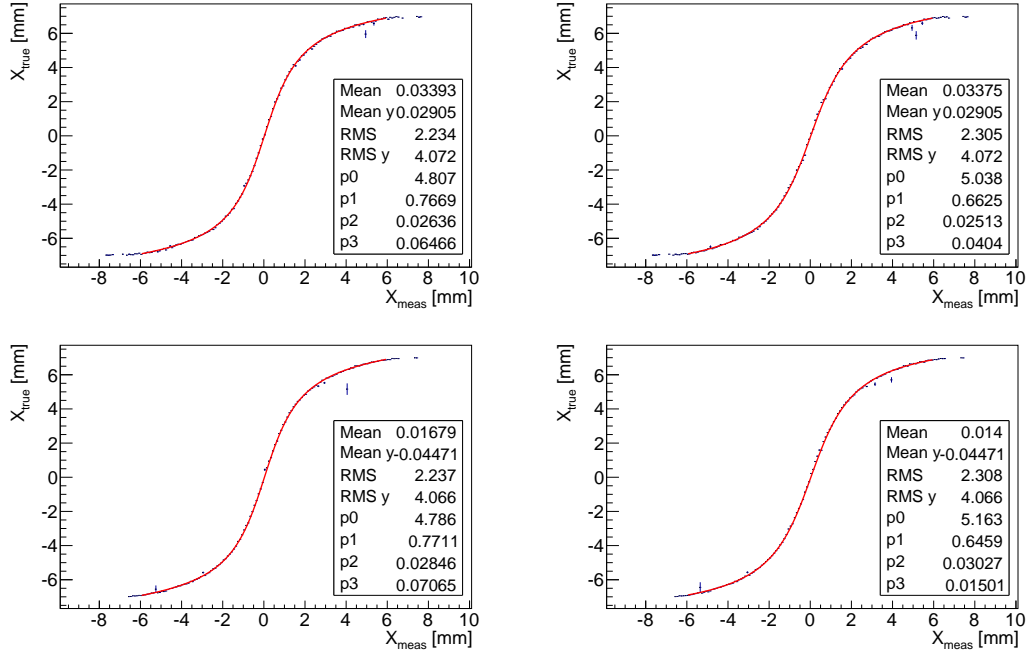 X_true [mm]
6
4
2
0
-2
-4
-6
Mean 0.03393
Mean y 0.02905
RMS 2.234
RMS y 4.072
p0 4.807
p1 0.7669
p2 0.02636
p3 0.06466
-8 -6 -4 -2 0 2 4 6 8 10
X_meas [mm]
X_true [mm]
6
4
2
0
-2
-4
-6
Mean 0.03375
Mean y 0.02905
RMS 2.305
RMS y 4.072
p0 5.038
p1 0.6625
p2 0.02513
p3 0.0404
-8 -6 -4 -2 0 2 4 6 8 10
X_meas [mm]
X_true [mm]
6
4
2
0
-2
-4
-6
Mean 0.01679
Mean y -0.04471
RMS 2.237
RMS y 4.066
p0 4.786
p1 0.7711
p2 0.02846
p3 0.07065
-8 -6 -4 -2 0 2 4 6 8 10
X_meas [mm]
X_true [mm]
6
4
2
0
-2
-4
-6
Mean 0.014
Mean y -0.04471
RMS 2.308
RMS y 4.066
p0 5.163
p1 0.6459
p2 0.03027
p3 0.01501
-8 -6 -4 -2 0 2 4 6 8 10
X_meas [mm]